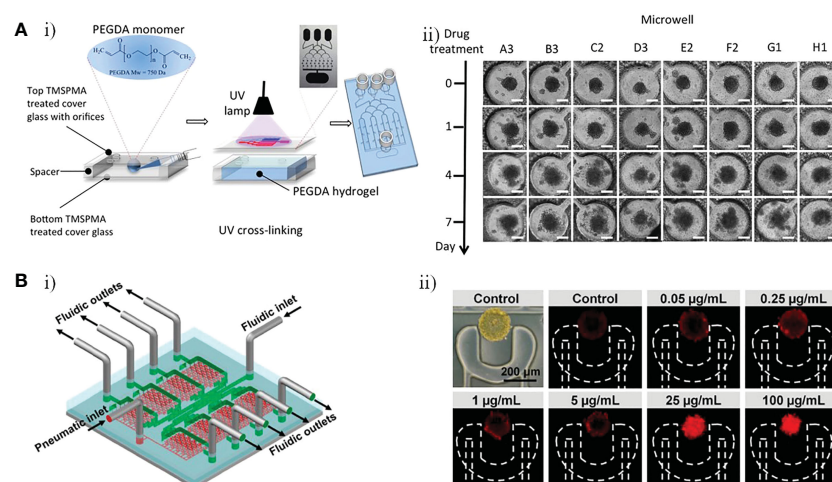 A
i)
PEGDA monomer
H₂C
O
O
n
O
CH₂
O
PEGDA Mw = 750 Da
Top TMSPMA
treated cover
glass with orifices
Spacer
Bottom TMSPMA
treated cover glass
UV
lamp
PEGDA hydrogel
UV cross-linking
ii)
Drug
treatment
Microwell
A3 B3 C2 D3 E2 F2 G1 H1
0
1
4
7
Day
B
i)
Fluidic outlets
Fluidic inlet
Pneumatic inlet
Fluidic outlets
ii)
Control Control 0.05 µg/mL 0.25 µg/mL
200 µm
1 µg/mL 5 µg/mL 25 µg/mL 100 µg/mL